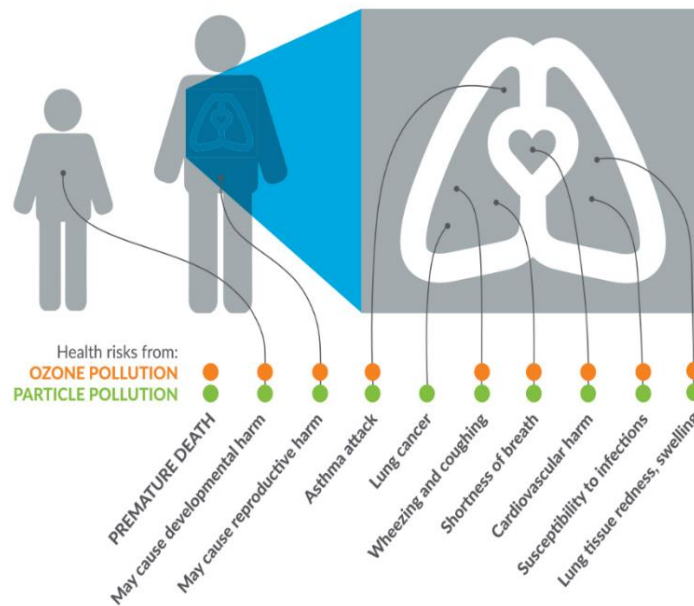 Health risks from:
OZONE POLLUTION
PARTICLE POLLUTION
PREMATURE DEATH
May cause developmental harm
May cause reproductive harm
Asthma attack
Lung cancer
Wheezing and coughing
Shortness of breath
Cardiovascular harm
Susceptibility to infections
Lung tissue redness, swelling